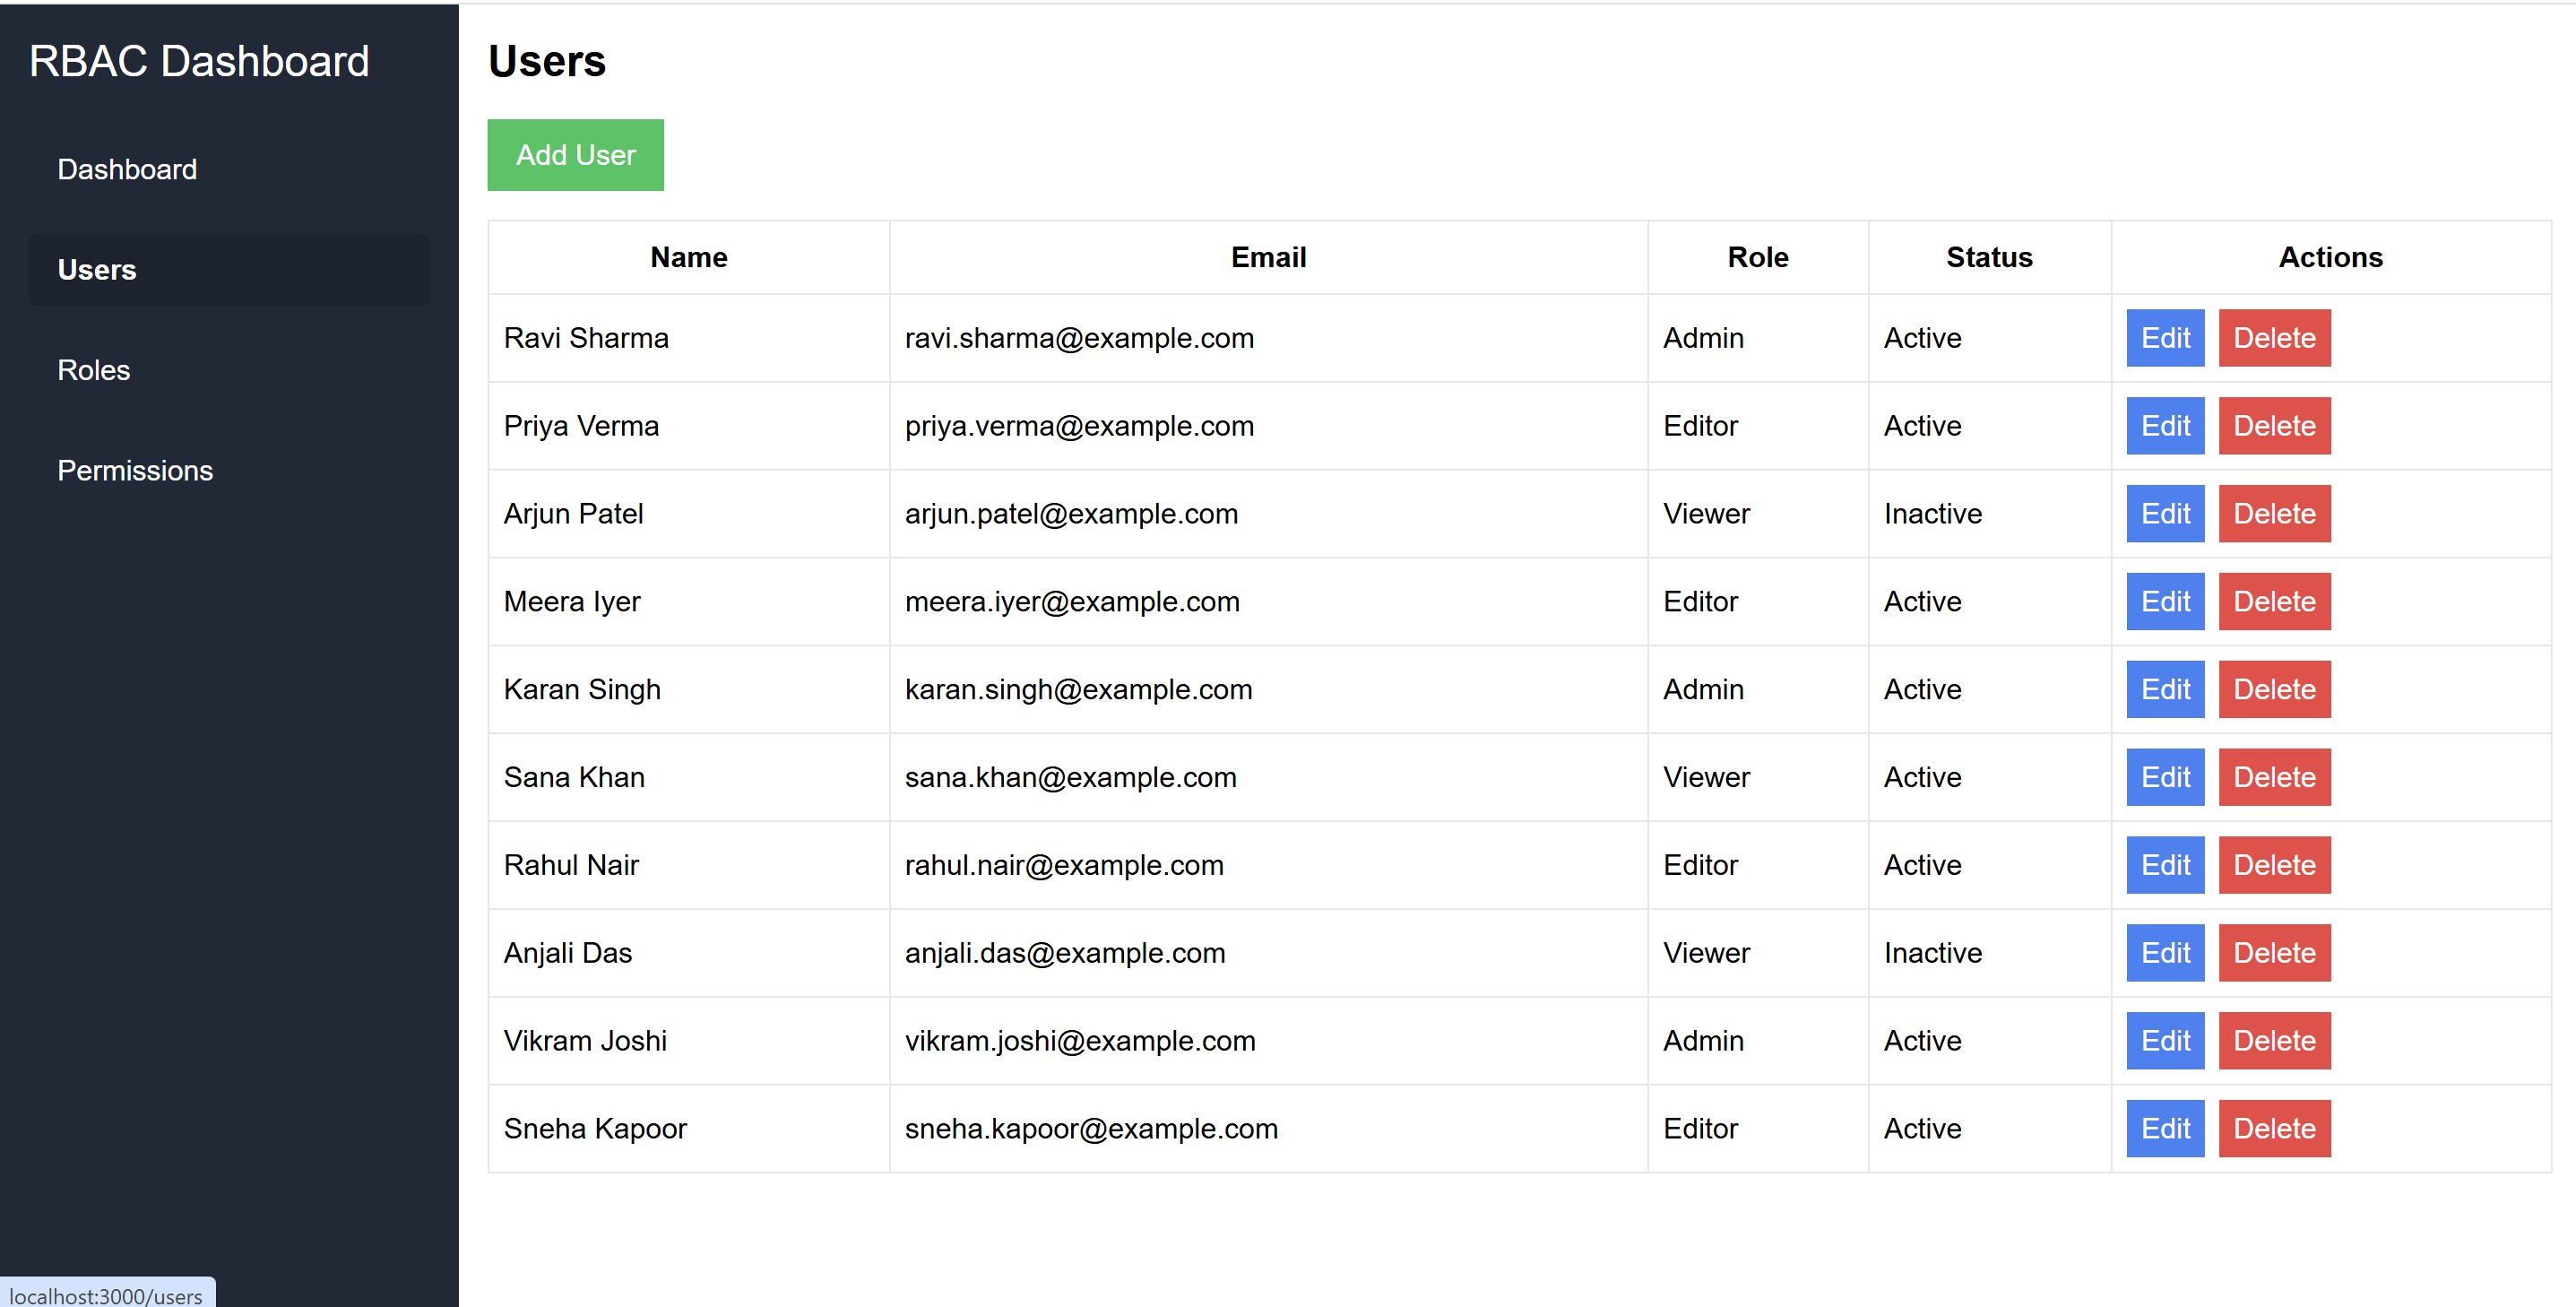 RBAC Dashboard
Dashboard
Users
Roles
Permissions
Users
Add User
Name Email Role Status Actions
Ravi Sharma ravi.sharma@example.com Admin Active Edit Delete
Priya Verma priya.verma@example.com Editor Active Edit Delete
Arjun Patel arjun.patel@example.com Viewer Inactive Edit Delete
Meera Iyer meera.iyer@example.com Editor Active Edit Delete
Karan Singh karan.singh@example.com Admin Active Edit Delete
Sana Khan sana.khan@example.com Viewer Active Edit Delete
Rahul Nair rahul.nair@example.com Editor Active Edit Delete
Anjali Das anjali.das@example.com Viewer Inactive Edit Delete
Vikram Joshi vikram.joshi@example.com Admin Active Edit Delete
Sneha Kapoor sneha.kapoor@example.com Editor Active Edit Delete
localhost:3000/users